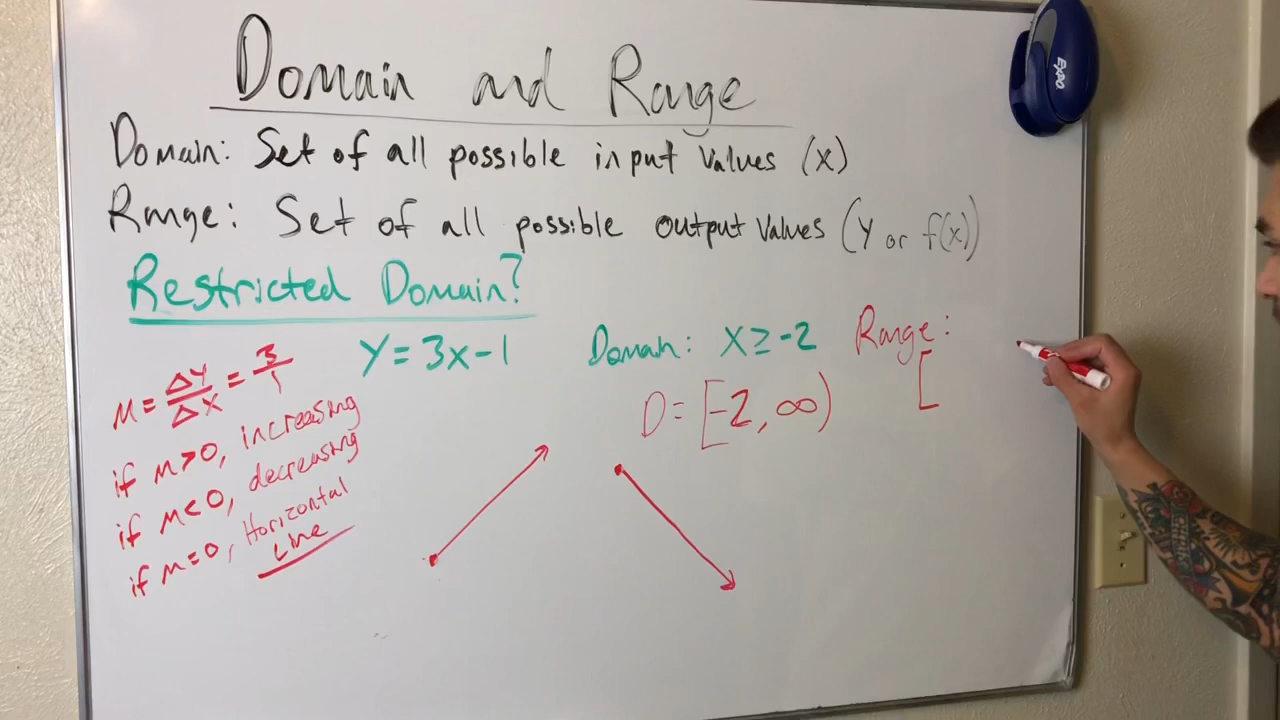 Domain and Range
Domain: Set of all possible input values (x)
Range: Set of all possible output values (y or f(x))
Restricted Domain?
y = 3x-1 Domain: x ≥ -2 Range:
M = Δy/Δx = 3/1
D = [-2, ∞) [
if m>0, increasing
if m<0, decreasing
if m=0, Horizontal
Line
Expo